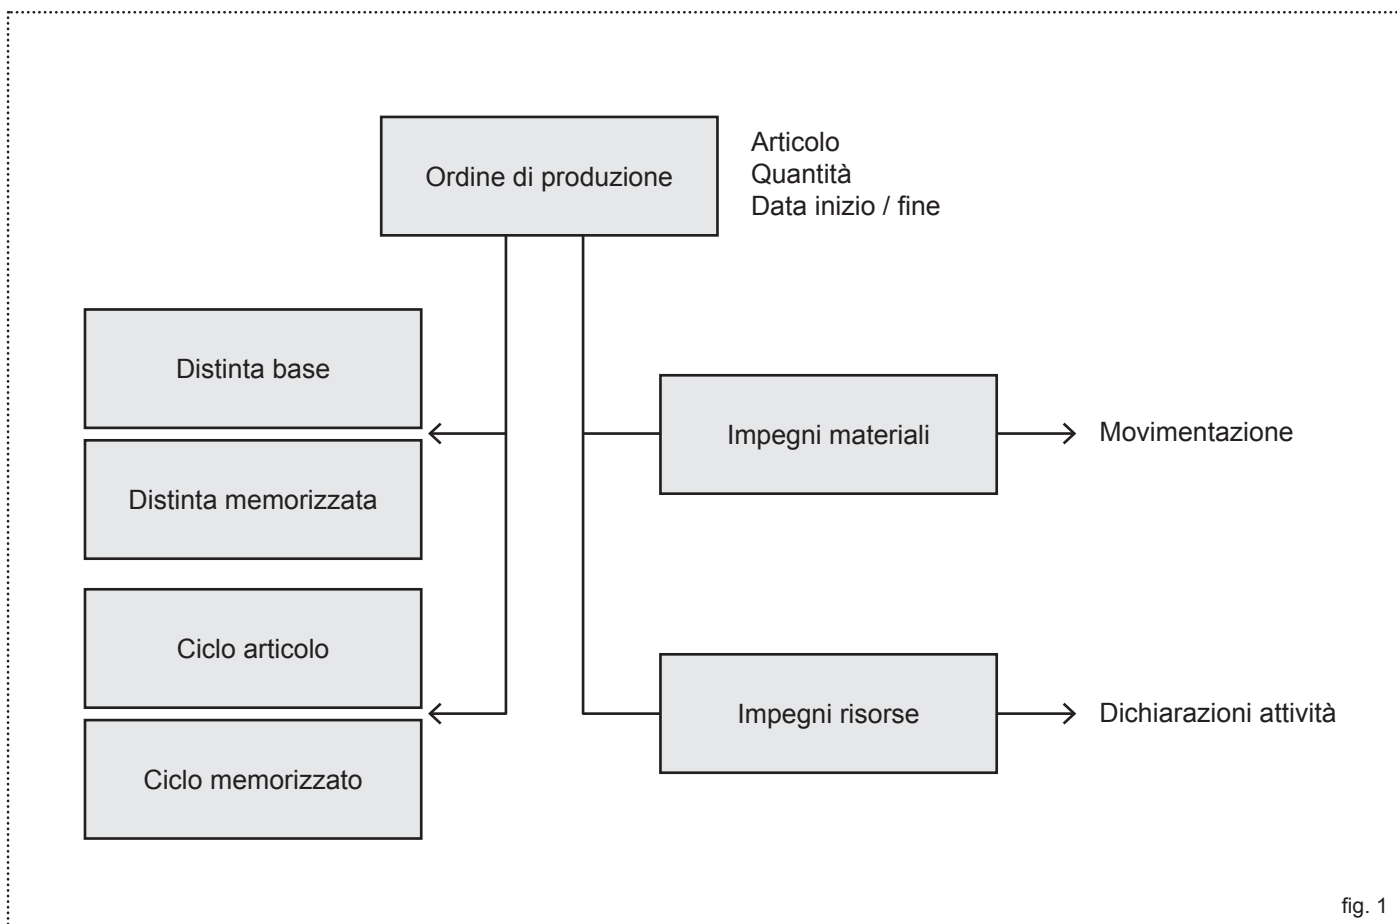 Ordine di produzione
Articolo
Quantità
Data inizio / fine
Distinta base
Distinta memorizzata
Impegni materiali
Movimentazione
Ciclo articolo
Ciclo memorizzato
Impegni risorse
Dichiarazioni attività
fig. 1